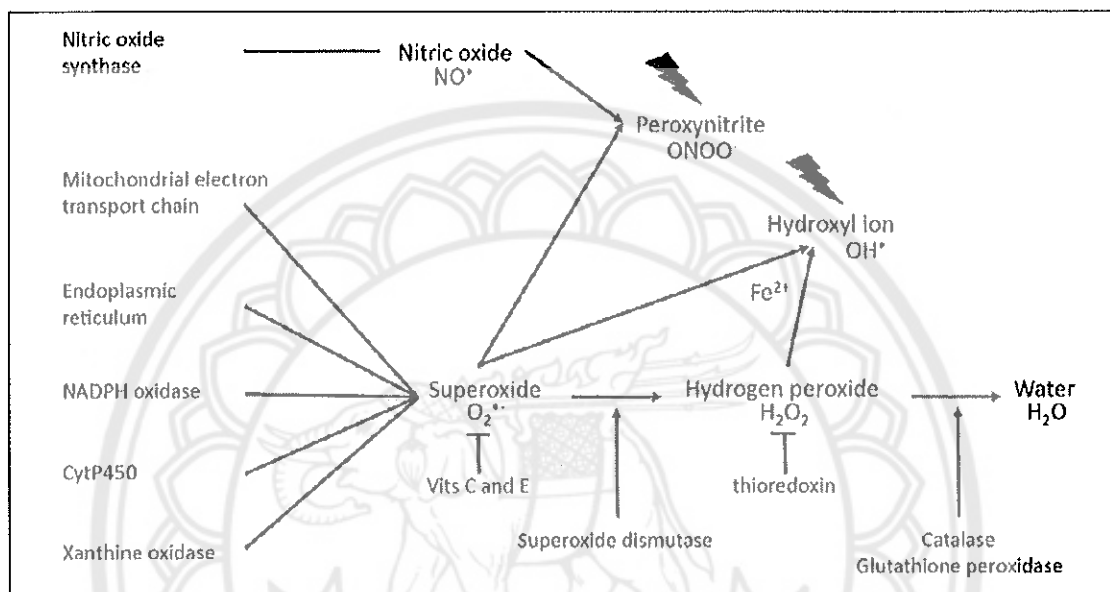 Nitric oxide
synthase
Nitric oxide
NO•
Peroxynitrite
ONOO
Mitochondrial electron
transport chain
Hydroxyl ion
OH•
Endoplasmic
reticulum
Fe²⁺
NADPH oxidase
Superoxide
O₂•-
Hydrogen peroxide
H₂O₂
Water
H₂O
CytP450
Vits C and E
thioredoxin
Xanthine oxidase
Superoxide dismutase
Catalase
Glutathione peroxidase